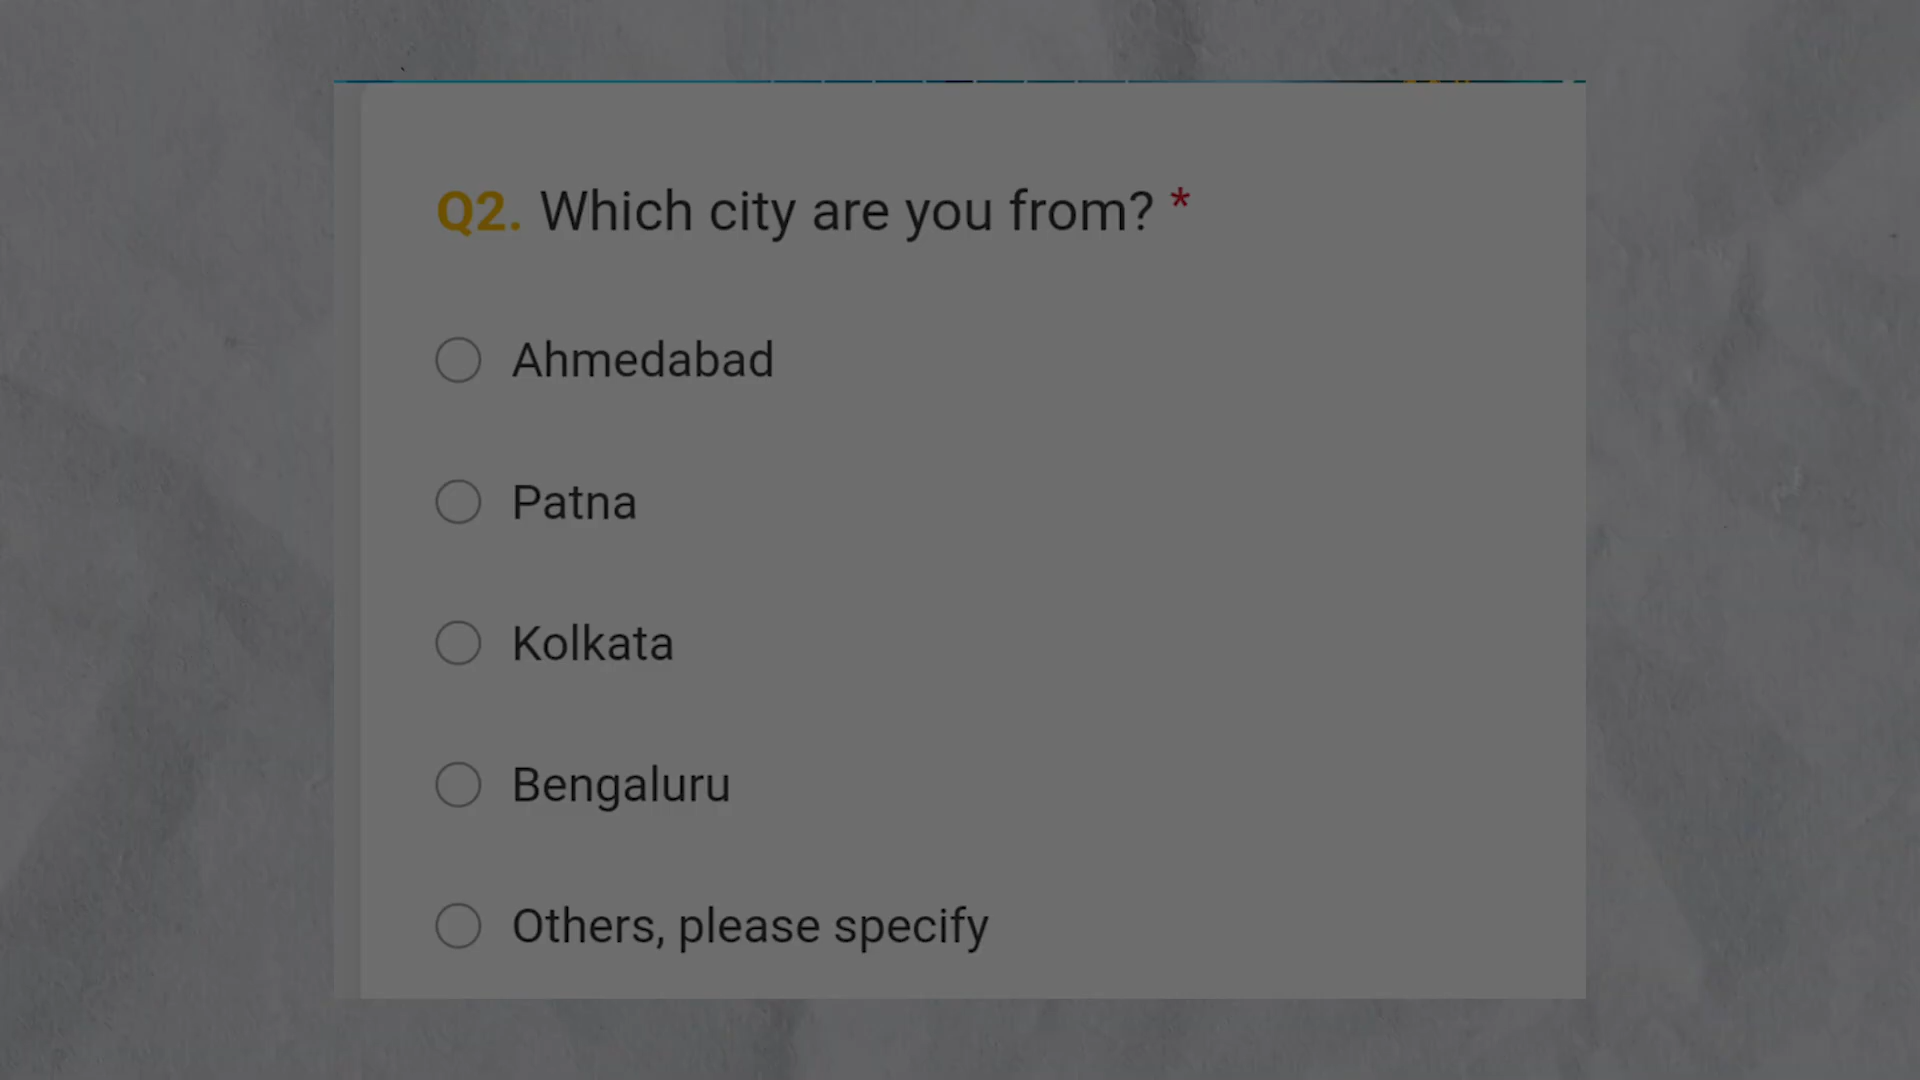 Q2. Which city are you from? *
Ahmedabad
Patna
Kolkata
Bengaluru
Others, please specify